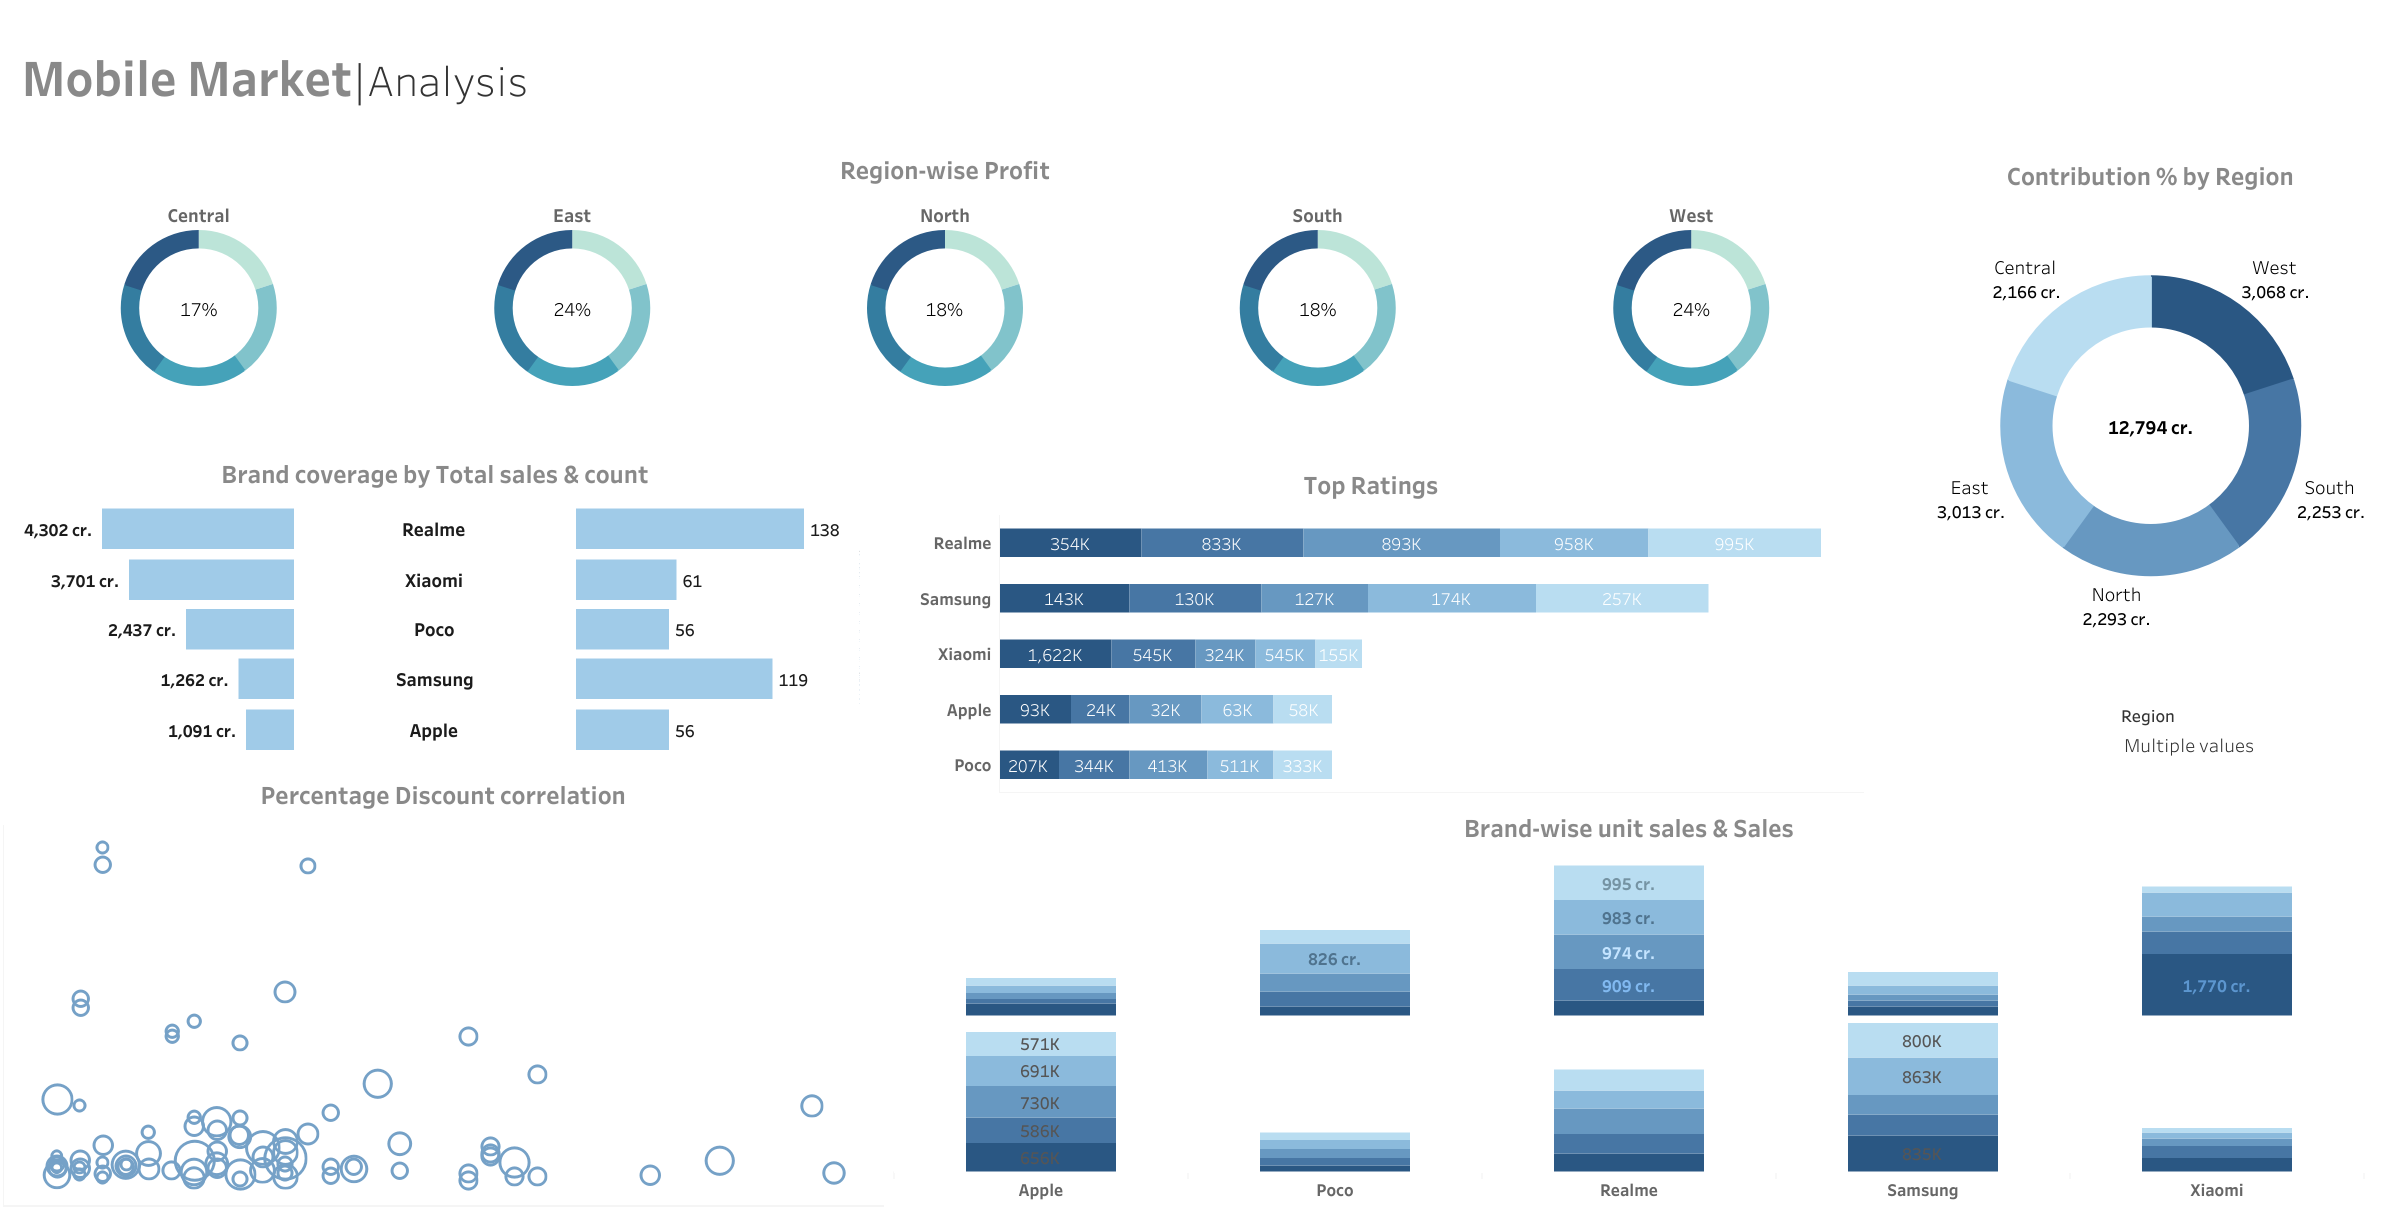 Mobile Market|Analysis
Region-wise Profit
Central
East
North
South
West
17%
24%
18%
18%
24%
Contribution % by Region
Central
2,166 cr.
West
3,068 cr.
12,794 cr.
East
3,013 cr.
South
2,253 cr.
North
2,293 cr.
Region
Multiple values
Brand coverage by Total sales & count
4,302 cr. Realme 138
3,701 cr. Xiaomi 61
2,437 cr. Poco 56
1,262 cr. Samsung 119
1,091 cr. Apple 56
Top Ratings
Realme 354K 833K 893K 958K 995K
Samsung 143K 130K 127K 174K 257K
Xiaomi 1,622K 545K 324K 545K 155K
Apple 93K 24K 32K 63K 58K
Poco 207K 344K 413K 511K 333K
Percentage Discount correlation
Brand-wise unit sales & Sales
826 cr.
995 cr.
983 cr.
974 cr.
909 cr.
1,770 cr.
571K
691K
730K
586K
800K
863K
Apple
Poco
Realme
Samsung
Xiaomi